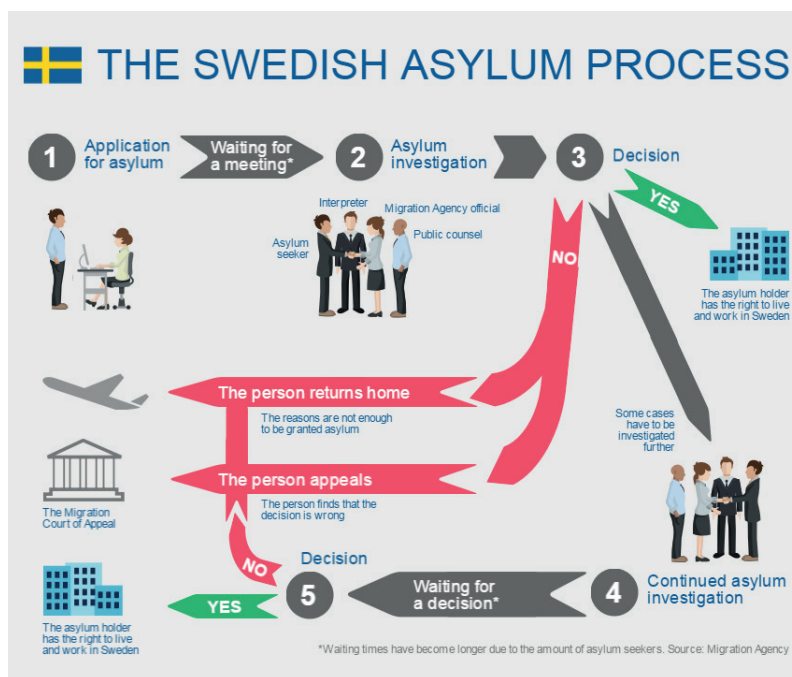 THE SWEDISH ASYLUM PROCESS
1
Application
for asylum
Waiting for
a meeting*
2
Asylum
investigation
3
Decision
Interpreter
Migration Agency official
Asylum
seeker
Public counsel
YES
The asylum holder
has the right to live
and work in Sweden
NO
The person returns home
The reasons are not enough
to be granted asylum
Some cases
have to be
investigated
further
The person appeals
The person finds that the
decision is wrong
The Migration
Court of Appeal
NO
Decision
5
Waiting for
a decision*
4
Continued asylum
investigation
YES
The asylum holder
has the right to live
and work in Sweden
*Waiting times have become longer due to the amount of asylum seekers. Source: Migration Agency